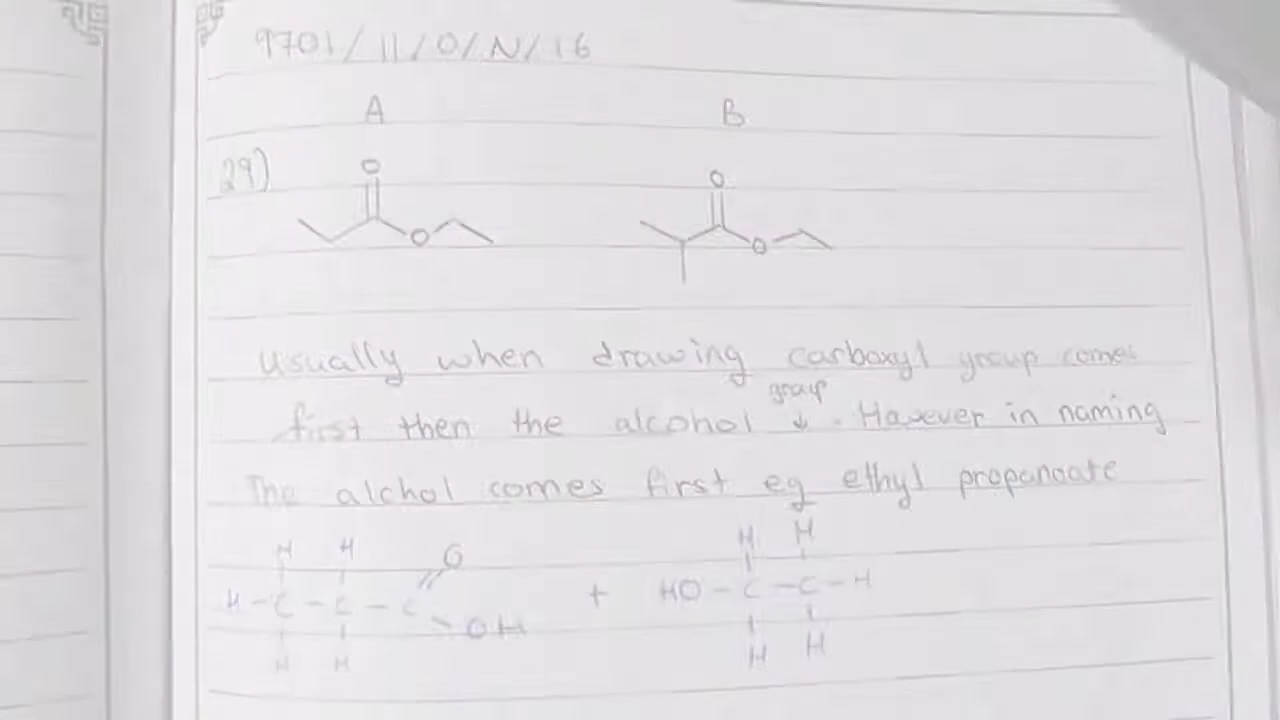 9701/11/O/N/16
A B
29)
O O
O O
Usually when drawing carboxyl group comes
group
first then the alcohol ↓ . However in naming
The alchol comes first eg ethyl propanoate
H H
H H O
H - C - C - C + HO - C - C - H
OH
H H H H